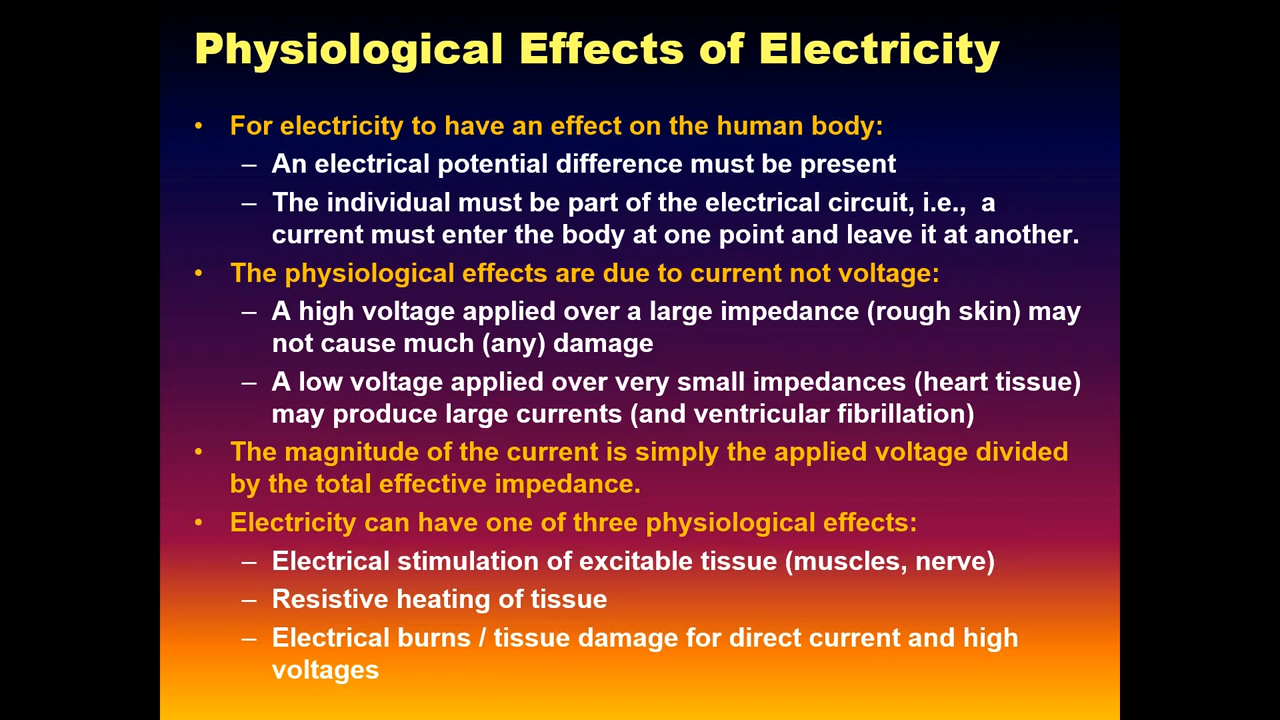 Physiological Effects of Electricity
• For electricity to have an effect on the human body:
– An electrical potential difference must be present
– The individual must be part of the electrical circuit, i.e., a
current must enter the body at one point and leave it at another.
• The physiological effects are due to current not voltage:
– A high voltage applied over a large impedance (rough skin) may
not cause much (any) damage
– A low voltage applied over very small impedances (heart tissue)
may produce large currents (and ventricular fibrillation)
• The magnitude of the current is simply the applied voltage divided
by the total effective impedance.
• Electricity can have one of three physiological effects:
– Electrical stimulation of excitable tissue (muscles, nerve)
– Resistive heating of tissue
– Electrical burns / tissue damage for direct current and high
voltages